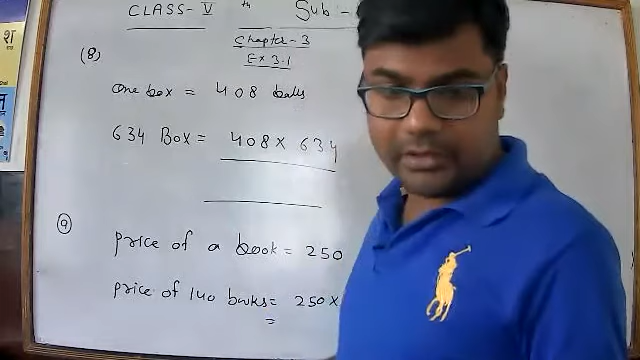 CLASS- V th Sub -
Chapter - 3
Ex 3.1
(8)
one box = 408 balls
634 Box = 408 × 634
(9)
price of a book = 250
price of 140 books = 250 ×
=
श